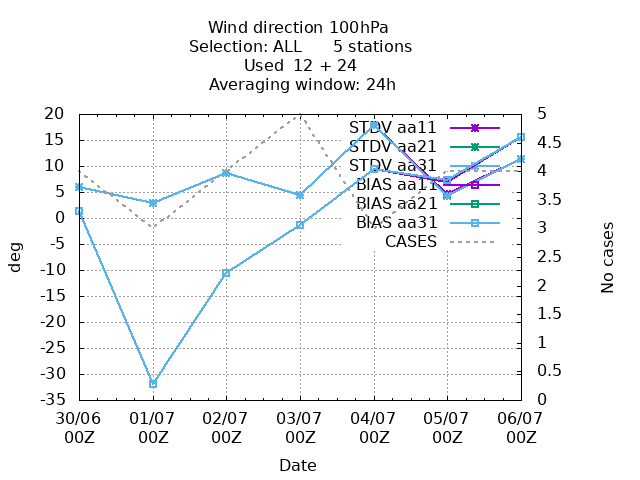 Wind direction 100hPa
Selection: ALL 5 stations
Used 12 + 24
Averaging window: 24h
20
15
10
5
0
-5
-10
-15
-20
-25
-30
-35
deg
5
4.5
4
3.5
3
2.5
2
1.5
1
0.5
0
No cases
STDV aa11
STDV aa21
STDV aa31
BIAS aa11
BIAS aa21
BIAS aa31
CASES
30/06 01/07 02/07 03/07 04/07 05/07 06/07
00Z 00Z 00Z 00Z 00Z 00Z 00Z
Date